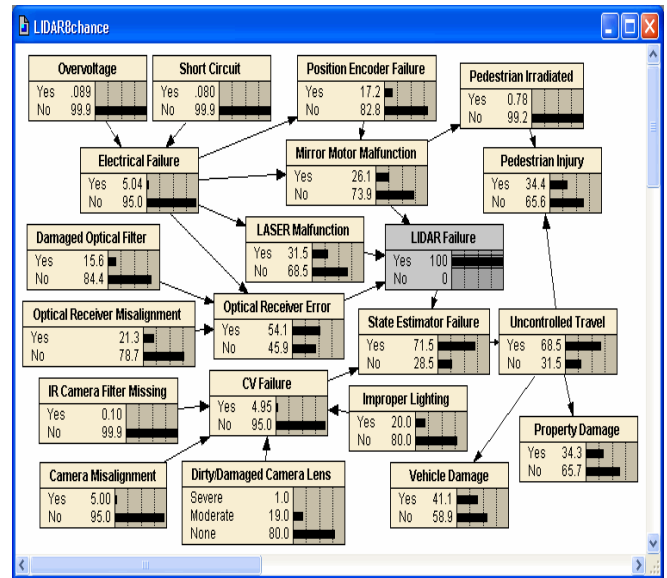 LIDAR8chance
Overvoltage
Yes .089
No 99.9
Short Circuit
Yes .080
No 99.9
Position Encoder Failure
Yes 17.2
No 82.8
Pedestrian Irradiated
Yes 0.78
No 99.2
Electrical Failure
Yes 5.04
No 95.0
Mirror Motor Malfunction
Yes 26.1
No 73.9
Pedestrian Injury
Yes 34.4
No 65.6
Damaged Optical Filter
Yes 15.6
No 84.4
LASER Malfunction
Yes 31.5
No 68.5
LIDAR Failure
Yes 100
No 0
Optical Receiver Misalignment
Yes 21.3
No 78.7
Optical Receiver Error
Yes 54.1
No 45.9
State Estimator Failure
Yes 71.5
No 28.5
Uncontrolled Travel
Yes 68.5
No 31.5
IR Camera Filter Missing
Yes 0.10
No 99.9
CV Failure
Yes 4.95
No 95.0
Improper Lighting
Yes 20.0
No 80.0
Property Damage
Yes 34.3
No 65.7
Camera Misalignment
Yes 5.00
No 95.0
Dirty/Damaged Camera Lens
Severe 1.0
Moderate 19.0
None 80.0
Vehicle Damage
Yes 41.1
No 58.9